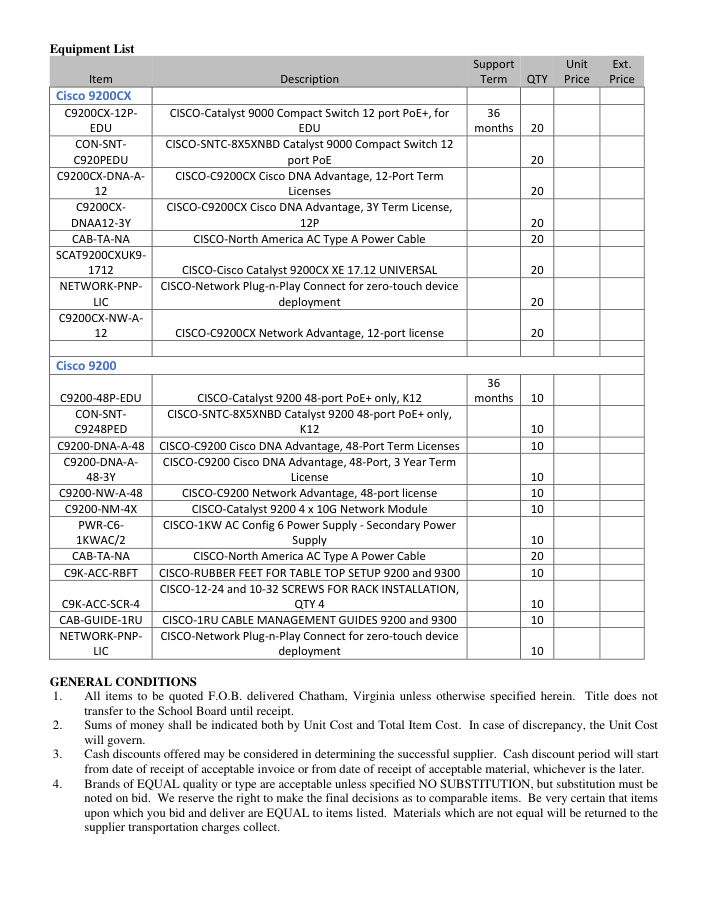 Equipment List
Support Unit Ext.
Item Description Term QTY Price Price
Cisco 9200CX
C9200CX-12P- CISCO-Catalyst 9000 Compact Switch 12 port PoE+, for 36
EDU EDU months 20
CON-SNT- CISCO-SNTC-8X5XNBD Catalyst 9000 Compact Switch 12
C920PEDU port PoE 20
C9200CX-DNA-A- CISCO-C9200CX Cisco DNA Advantage, 12-Port Term
12 Licenses 20
C9200CX- CISCO-C9200CX Cisco DNA Advantage, 3Y Term License,
DNAA12-3Y 12P 20
CAB-TA-NA CISCO-North America AC Type A Power Cable 20
SCAT9200CXUK9-
1712 CISCO-Cisco Catalyst 9200CX XE 17.12 UNIVERSAL 20
NETWORK-PNP- CISCO-Network Plug-n-Play Connect for zero-touch device
LIC deployment 20
C9200CX-NW-A-
12 CISCO-C9200CX Network Advantage, 12-port license 20
Cisco 9200
36
C9200-48P-EDU CISCO-Catalyst 9200 48-port PoE+ only, K12 months 10
CON-SNT- CISCO-SNTC-8X5XNBD Catalyst 9200 48-port PoE+ only,
C9248PED K12 10
C9200-DNA-A-48 CISCO-C9200 Cisco DNA Advantage, 48-Port Term Licenses 10
C9200-DNA-A- CISCO-C9200 Cisco DNA Advantage, 48-Port, 3 Year Term
48-3Y License 10
C9200-NW-A-48 CISCO-C9200 Network Advantage, 48-port license 10
C9200-NM-4X CISCO-Catalyst 9200 4 x 10G Network Module 10
PWR-C6- CISCO-1KW AC Config 6 Power Supply - Secondary Power
1KWAC/2 Supply 10
CAB-TA-NA CISCO-North America AC Type A Power Cable 20
C9K-ACC-RBFT CISCO-RUBBER FEET FOR TABLE TOP SETUP 9200 and 9300 10
CISCO-12-24 and 10-32 SCREWS FOR RACK INSTALLATION,
C9K-ACC-SCR-4 QTY 4 10
CAB-GUIDE-1RU CISCO-1RU CABLE MANAGEMENT GUIDES 9200 and 9300 10
NETWORK-PNP- CISCO-Network Plug-n-Play Connect for zero-touch device
LIC deployment 10
GENERAL CONDITIONS
1. All items to be quoted F.O.B. delivered Chatham, Virginia unless otherwise specified herein. Title does not
transfer to the School Board until receipt.
2. Sums of money shall be indicated both by Unit Cost and Total Item Cost. In case of discrepancy, the Unit Cost
will govern.
3. Cash discounts offered may be considered in determining the successful supplier. Cash discount period will start
from date of receipt of acceptable invoice or from date of receipt of acceptable material, whichever is the later.
4. Brands of EQUAL quality or type are acceptable unless specified NO SUBSTITUTION, but substitution must be
noted on bid. We reserve the right to make the final decisions as to comparable items. Be very certain that items
upon which you bid and deliver are EQUAL to items listed. Materials which are not equal will be returned to the
supplier transportation charges collect.